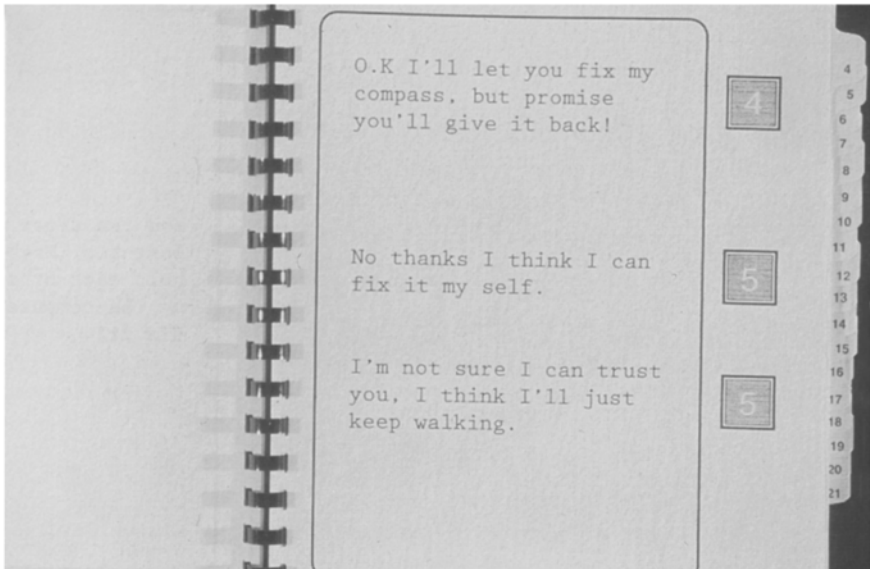 O.K I'll let you fix my
compass, but promise
you'll give it back!
4
No thanks I think I can
fix it my self.
5
I'm not sure I can trust
you, I think I'll just
keep walking.
5
4
5
6
7
8
9
10
11
12
13
14
15
16
17
18
19
20
21